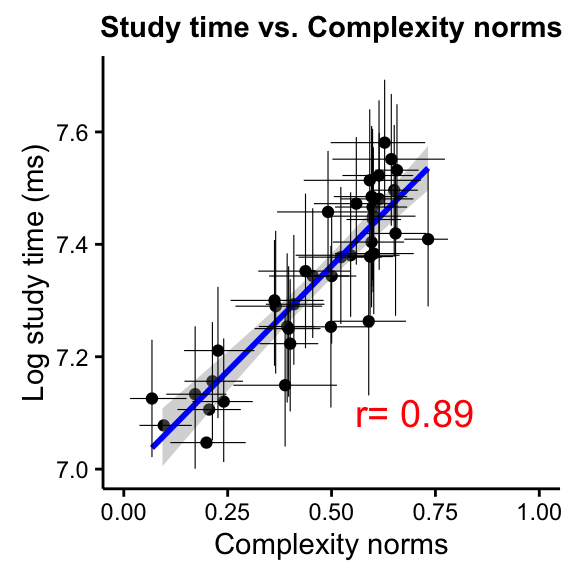 Study time vs. Complexity norms
Log study time (ms)
7.6
7.4
7.2
7.0
r= 0.89
0.00 0.25 0.50 0.75 1.00
Complexity norms